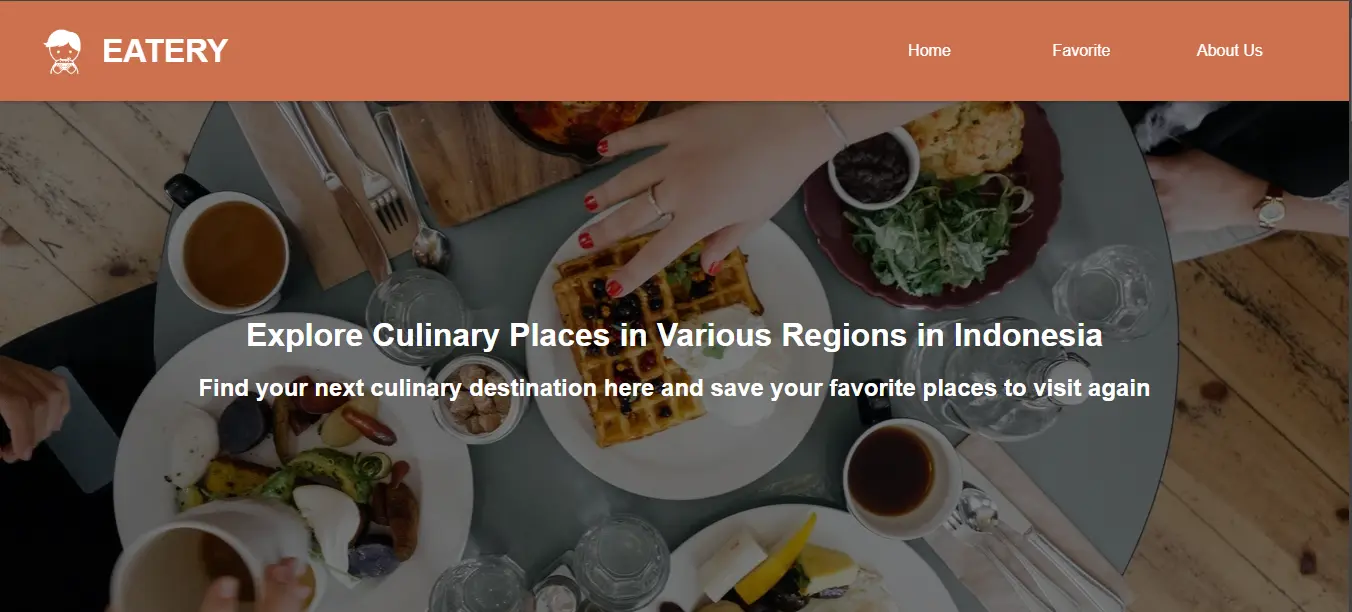 EATERY
Home
Favorite
About Us
Explore Culinary Places in Various Regions in Indonesia
Find your next culinary destination here and save your favorite places to visit again